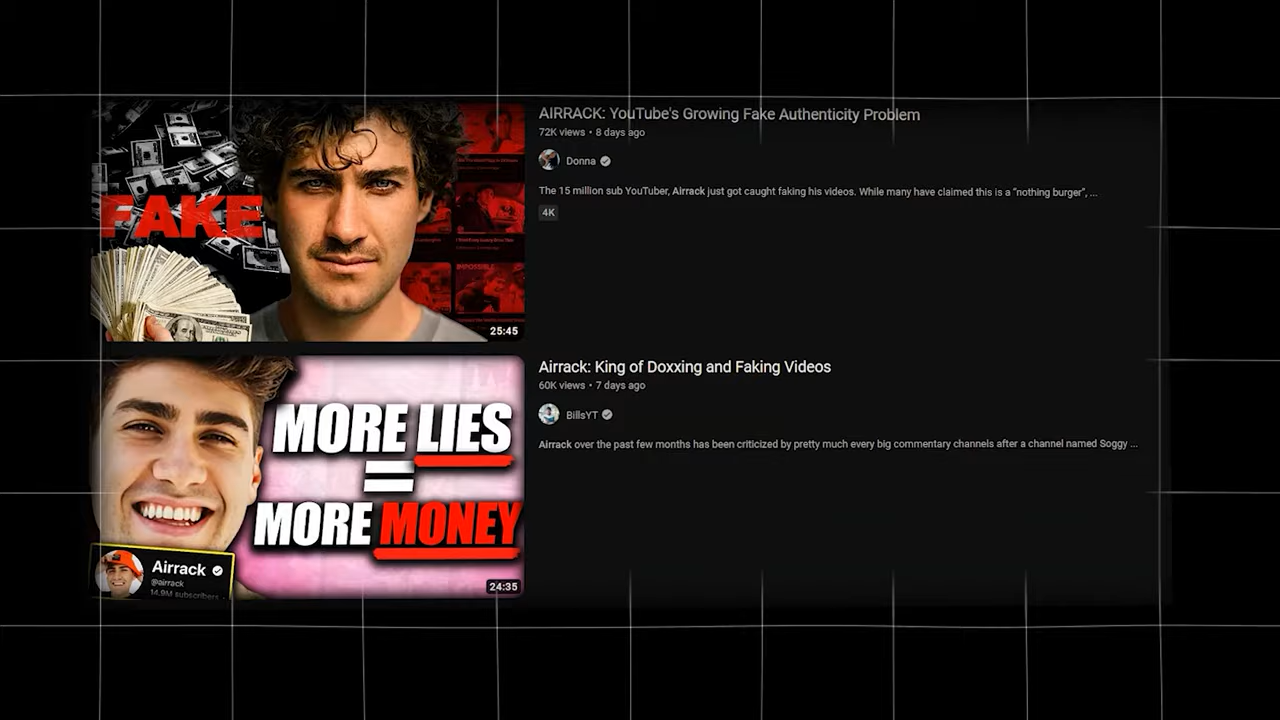 AIRRACK: YouTube's Growing Fake Authenticity Problem
72K views • 8 days ago
Donna
The 15 million sub YouTuber, Airrack just got caught faking his videos. While many have claimed this is a “nothing burger”, ...
4K
FAKE
IMPOSSIBLE
25:45
Airrack: King of Doxxing and Faking Videos
60K views • 7 days ago
BillsYT
Airrack over the past few months has been criticized by pretty much every big commentary channels after a channel named Soggy ...
MORE LIES
=
MORE MONEY
Airrack
@airrack
14.9M subscribers
24:35